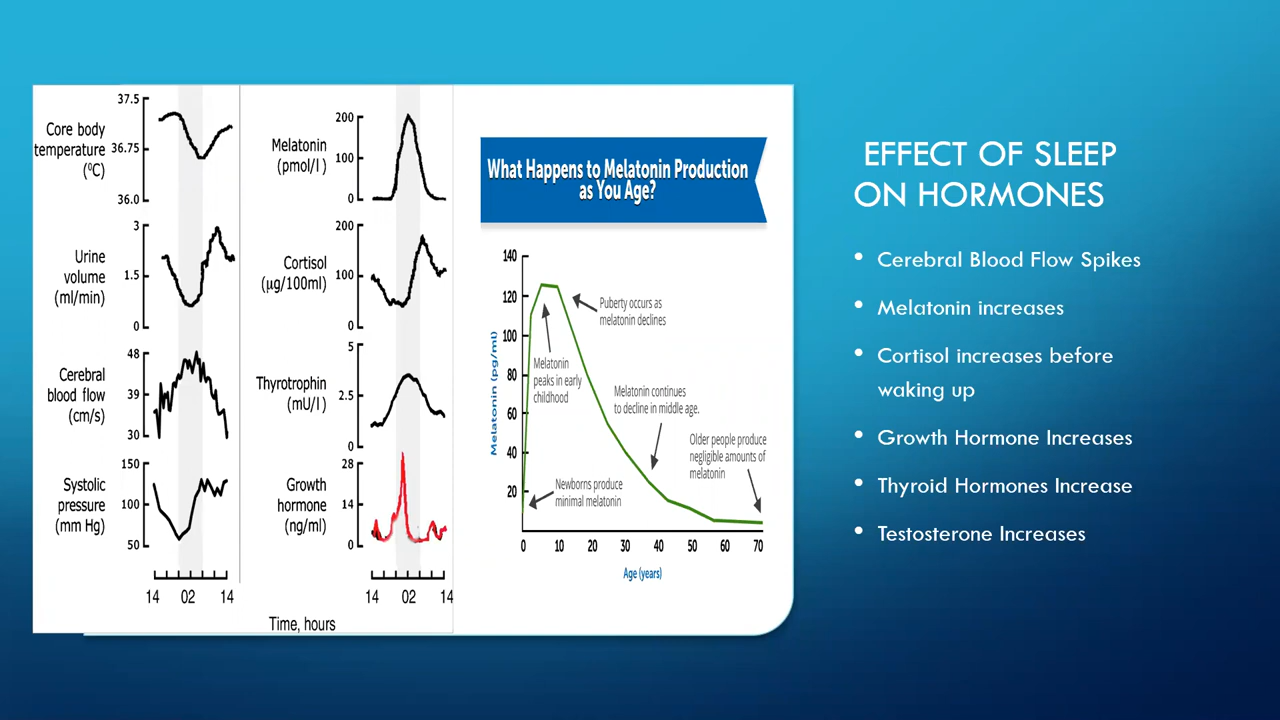 Core body
temperature
(⁰C)
37.5
36.75
36.0
Urine
volume
(ml/min)
3
1.5
0
Cerebral
blood flow
(cm/s)
48
39
30
Systolic
pressure
(mm Hg)
150
100
50
14 02 14
Melatonin
(pmol/l )
200
100
0
Cortisol
(µg/100ml)
200
100
0
Thyrotrophin
(mU/l )
5
2.5
0
Growth
hormone
(ng/ml)
28
14
0
14 02 14
Time, hours
What Happens to Melatonin Production
as You Age?
Melatonin (pg/ml)
140
120
100
80
60
40
20
Puberty occurs as
melatonin declines
Melatonin
peaks in early
childhood
Melatonin continues
to decline in middle age.
Older people produce
negligible amounts of
melatonin
Newborns produce
minimal melatonin
0 10 20 30 40 50 60 70
Age (years)
EFFECT OF SLEEP
ON HORMONES
• Cerebral Blood Flow Spikes
• Melatonin increases
• Cortisol increases before
waking up
• Growth Hormone Increases
• Thyroid Hormones Increase
• Testosterone Increases